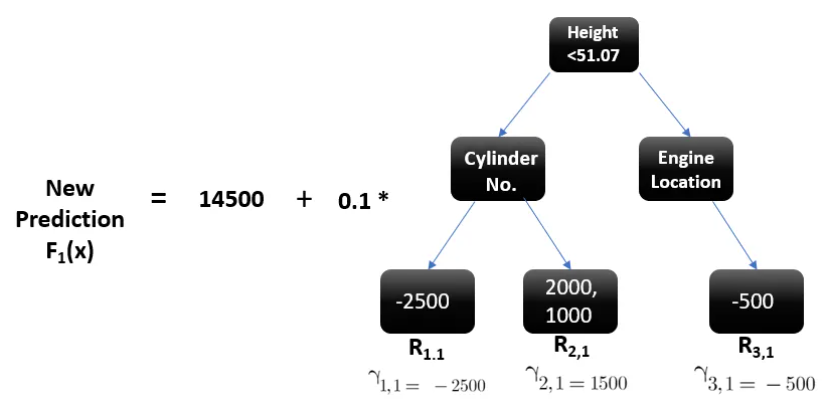 Height
<51.07
Cylinder
No.
Engine
Location
New
Prediction
F₁(x)
= 14500 + 0.1 *
-2500
2000,
1000
-500
R₁.₁
R₂,₁
R₃,₁
γ₁,₁ = −2500
γ₂,₁ = 1500
γ₃,₁ = −500